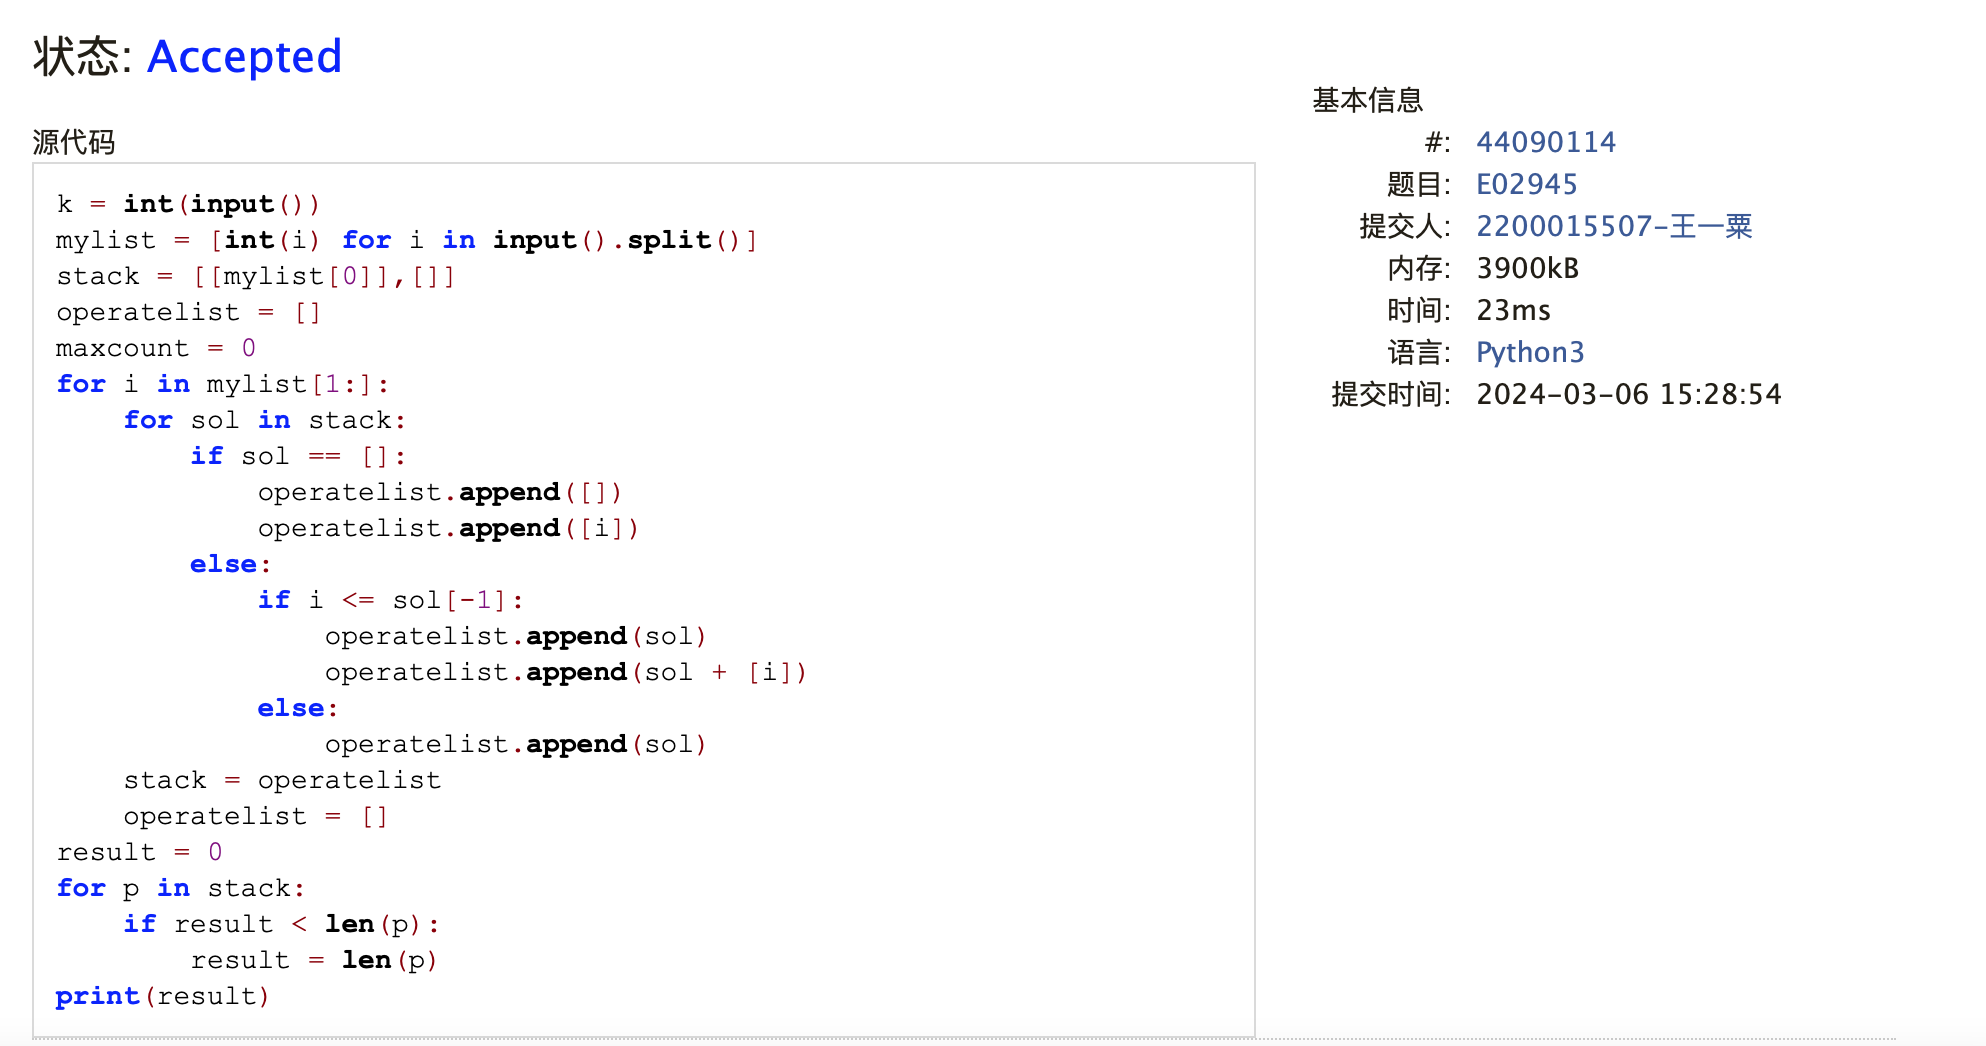 状态: Accepted
源代码
k = int(input())
mylist = [int(i) for i in input().split()]
stack = [[mylist[0]],[]]
operatelist = []
maxcount = 0
for i in mylist[1:]:
    for sol in stack:
        if sol == []:
            operatelist.append([])
            operatelist.append([i])
        else:
            if i <= sol[-1]:
                operatelist.append(sol)
                operatelist.append(sol + [i])
            else:
                operatelist.append(sol)
    stack = operatelist
    operatelist = []
result = 0
for p in stack:
    if result < len(p):
        result = len(p)
print(result)
基本信息
#: 44090114
题目: E02945
提交人: 2200015507-王一粟
内存: 3900kB
时间: 23ms
语言: Python3
提交时间: 2024-03-06 15:28:54